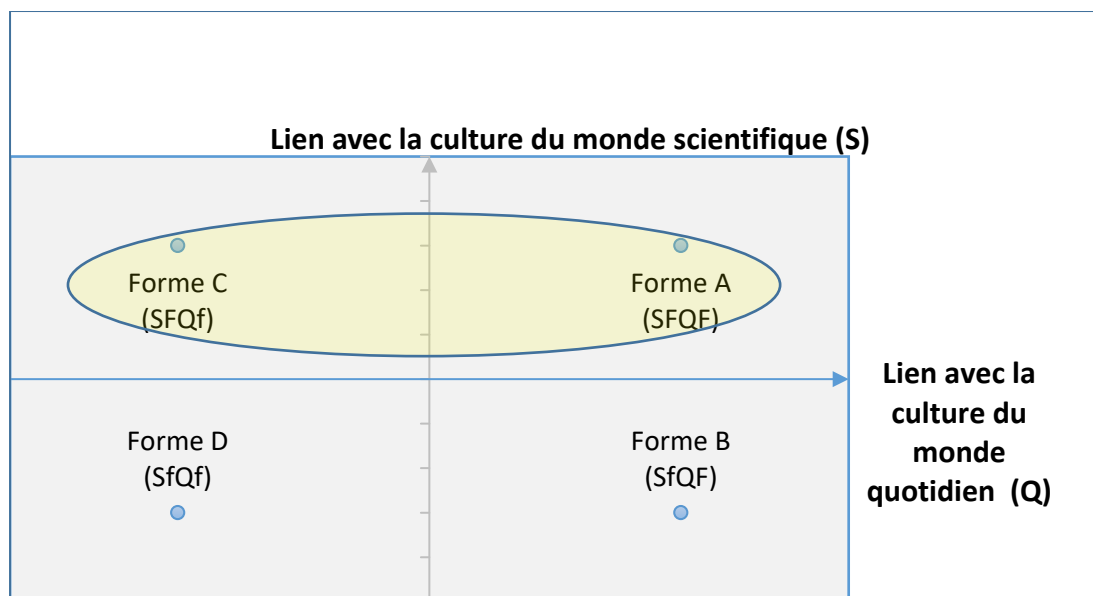 Lien avec la culture du monde scientifique (S)
Forme C
(SFQf)
Forme A
(SFQF)
Lien avec la
culture du
monde
quotidien (Q)
Forme D
(SfQf)
Forme B
(SfQF)